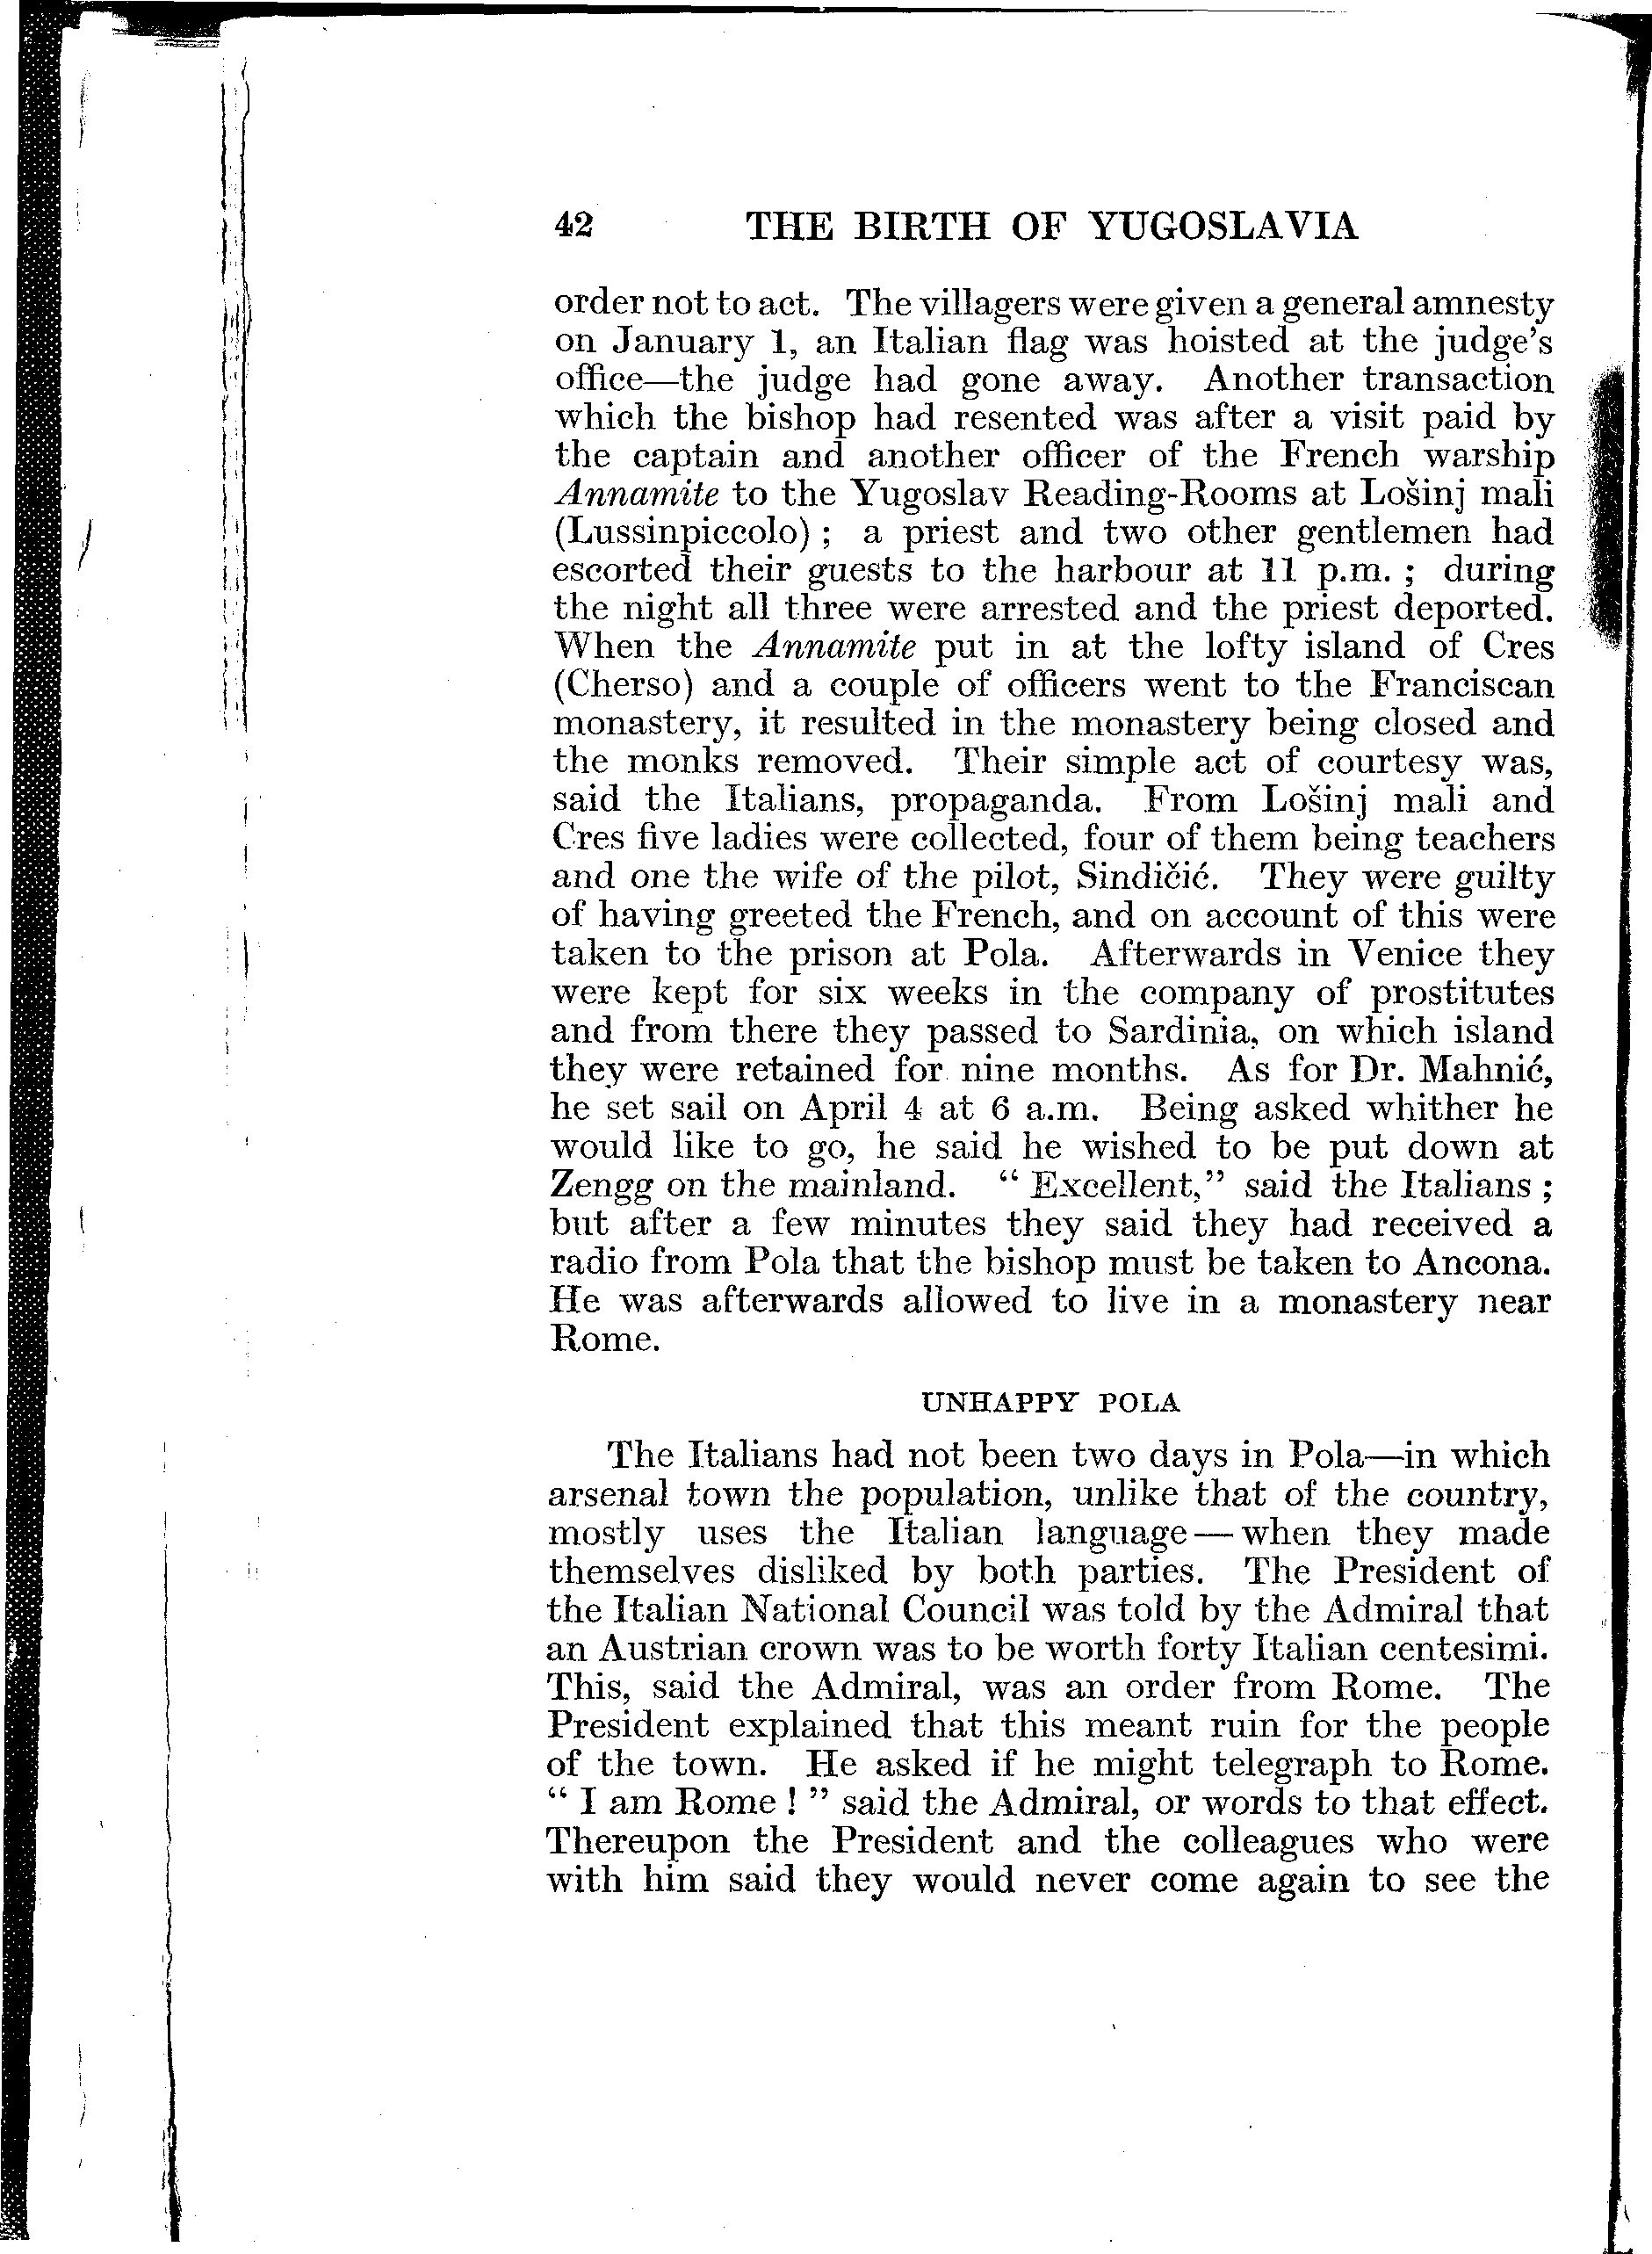 42 THE BIRTH OF YUGOSLAVIA
order not to act. The villagers were given a general amnesty
on January 1, an Italian flag was hoisted at the judge's
office—the judge had gone away. Another transaction
which the bishop had resented was after a visit paid by
the captain and another officer of the French warship
Annamite to the Yugoslav Reading-Rooms at Lošinj mali
(Lussinpiccolo) ; a priest and two other gentlemen had
escorted their guests to the harbour at 11 p.m. ; during
the night all three were arrested and the priest deported.
When the Annamite put in at the lofty island of Cres
(Cherso) and a couple of officers went to the Franciscan
monastery, it resulted in the monastery being closed and
the monks removed. Their simple act of courtesy was,
said the Italians, propaganda. From Lošinj mali and
Cres five ladies were collected, four of them being teachers
and one the wife of the pilot, Sindičić. They were guilty
of having greeted the French, and on account of this were
taken to the prison at Pola. Afterwards in Venice they
were kept for six weeks in the company of prostitutes
and from there they passed to Sardinia, on which island
they were retained for nine months. As for Dr. Mahnić,
he set sail on April 4 at 6 a.m. Being asked whither he
would like to go, he said he wished to be put down at
Zengg on the mainland. " Excellent," said the Italians ;
but after a few minutes they said they had received a
radio from Pola that the bishop must be taken to Ancona.
He was afterwards allowed to live in a monastery near
Rome.
UNHAPPY POLA
The Italians had not been two days in Pola—in which
arsenal town the population, unlike that of the country,
mostly uses the Italian language — when they made
themselves disliked by both parties. The President of
the Italian National Council was told by the Admiral that
an Austrian crown was to be worth forty Italian centesimi.
This, said the Admiral, was an order from Rome. The
President explained that this meant ruin for the people
of the town. He asked if he might telegraph to Rome.
" I am Rome ! " said the Admiral, or words to that effect.
Thereupon the President and the colleagues who were
with him said they would never come again to see the